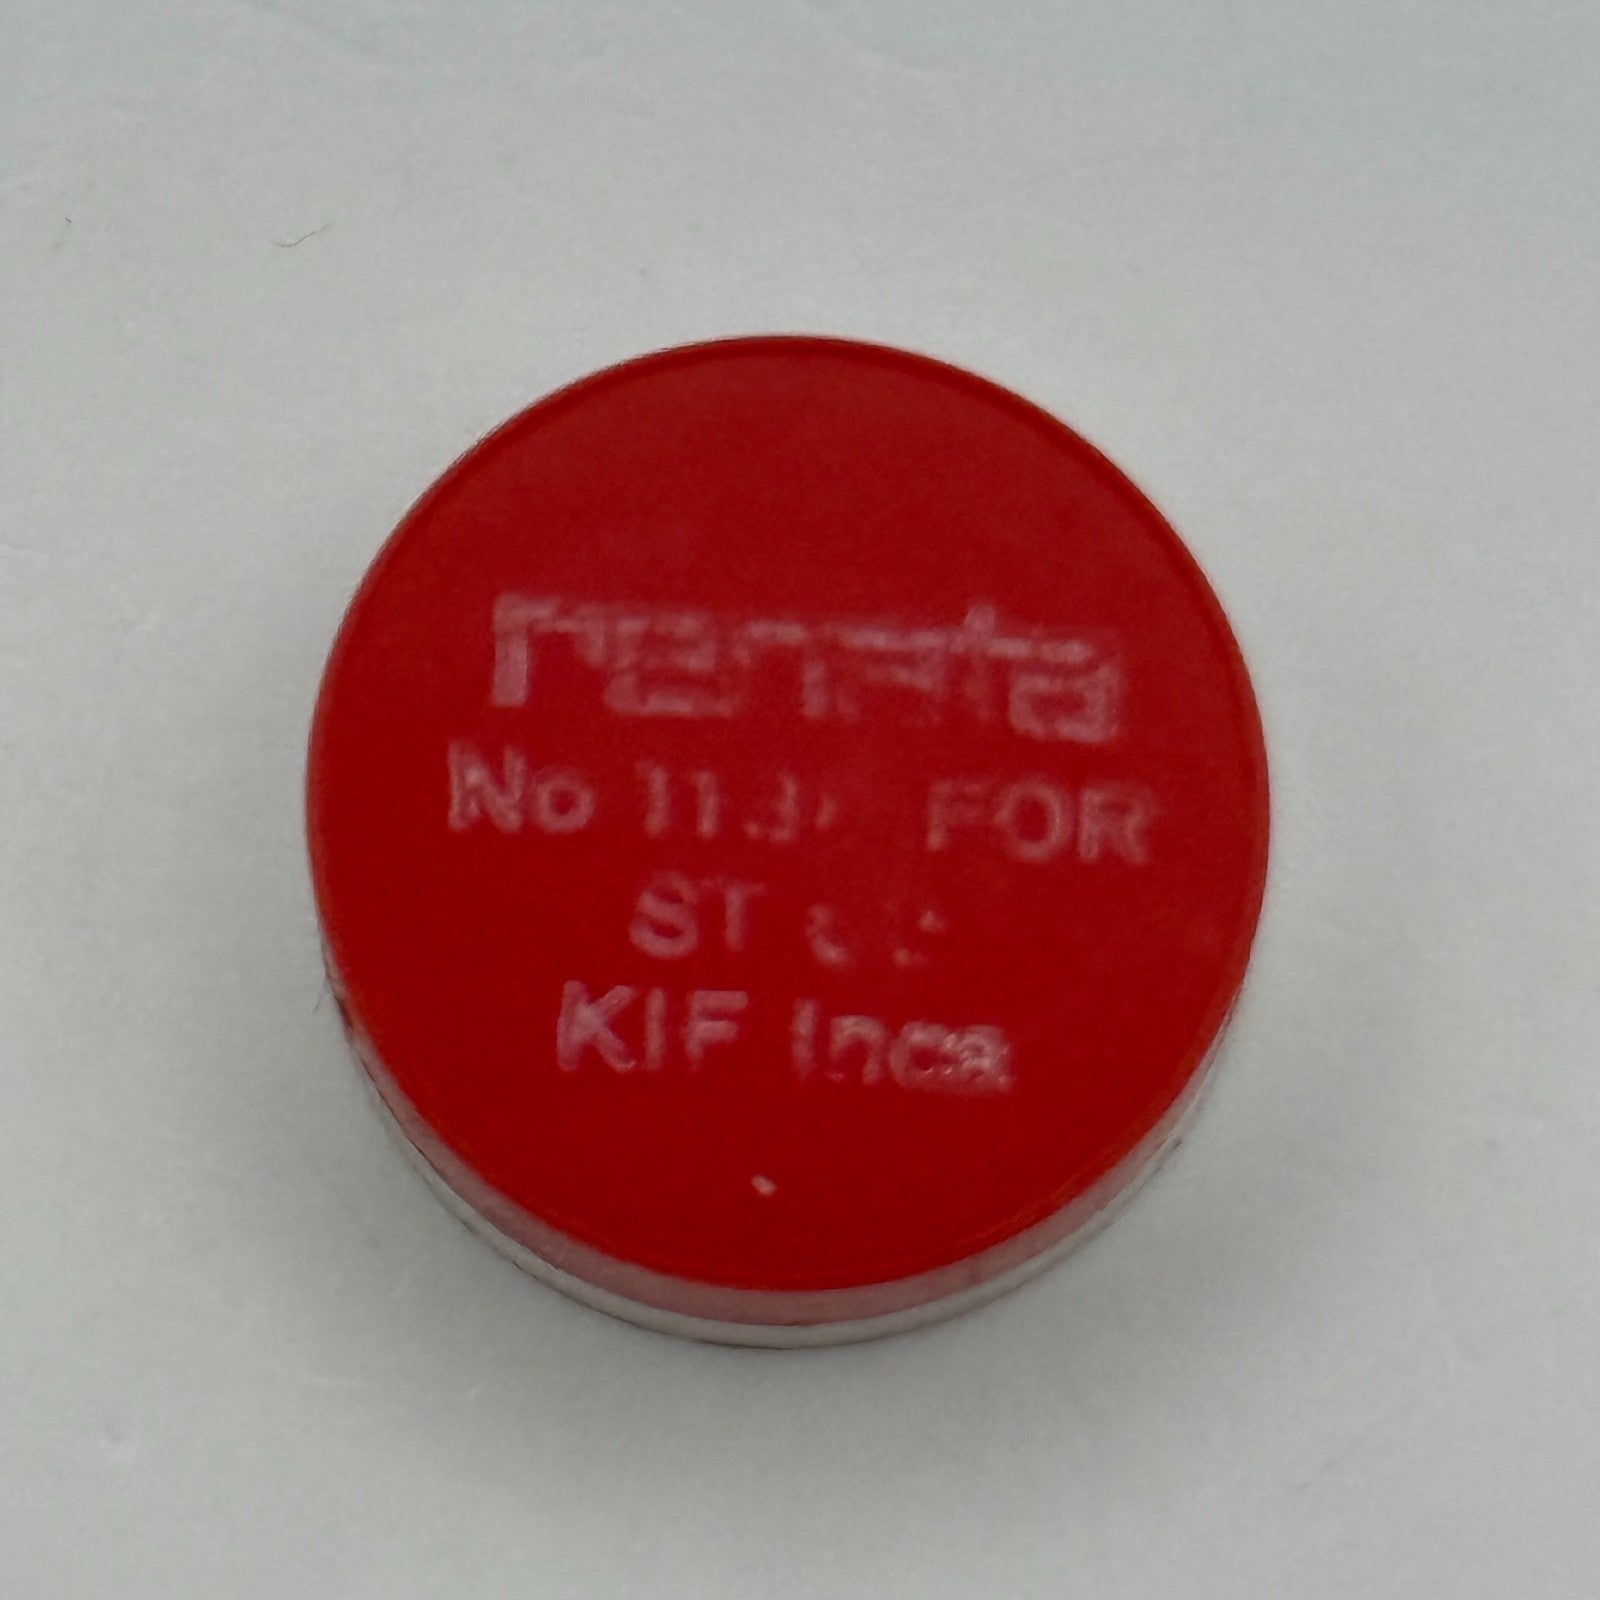 renata
No FOR
ST
KIF Inca